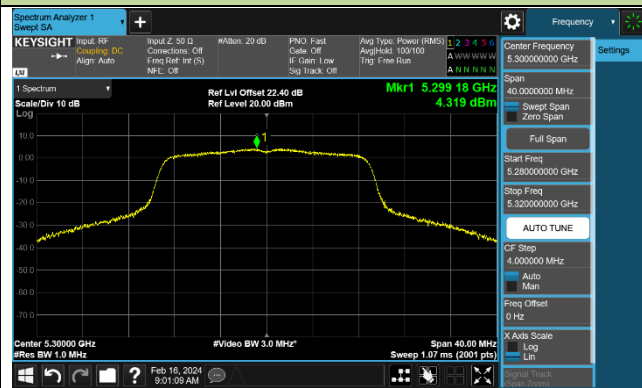 Spectrum Analyzer 1
Swept SA
+
Frequency
KEYSIGHT
Input: RF
Coupling: DC
Align: Auto
Input Z: 50 Ω
Corrections: Off
Freq Ref: Int (S)
NFE: Off
#Atten: 20 dB
PNO: Fast
Gate: Off
IF Gain: Low
Sig Track: Off
Avg Type: Power (RMS)
Avg|Hold: 100/100
Trig: Free Run
1 2 3 4 5 6
A W W W W W
A N N N N N
LXI
1 Spectrum
Scale/Div 10 dB
Log
Ref Lvl Offset 22.40 dB
Ref Level 20.00 dBm
Mkr1 5.299 18 GHz
4.319 dBm
1
10.0
0.00
-10.0
-20.0
-30.0
-40.0
-50.0
-60.0
-70.0
Center 5.30000 GHz
#Res BW 1.0 MHz
#Video BW 3.0 MHz*
Span 40.00 MHz
Sweep 1.07 ms (2001 pts)
Center Frequency
5.300000000 GHz
Settings
Span
40.0000000 MHz
Swept Span
Zero Span
Full Span
Start Freq
5.280000000 GHz
Stop Freq
5.320000000 GHz
AUTO TUNE
CF Step
4.000000 MHz
Auto
Man
Freq Offset
0 Hz
X Axis Scale
Log
Lin
Signal Track
(Span Zoom)
?
Feb 16, 2024
9:01:09 AM